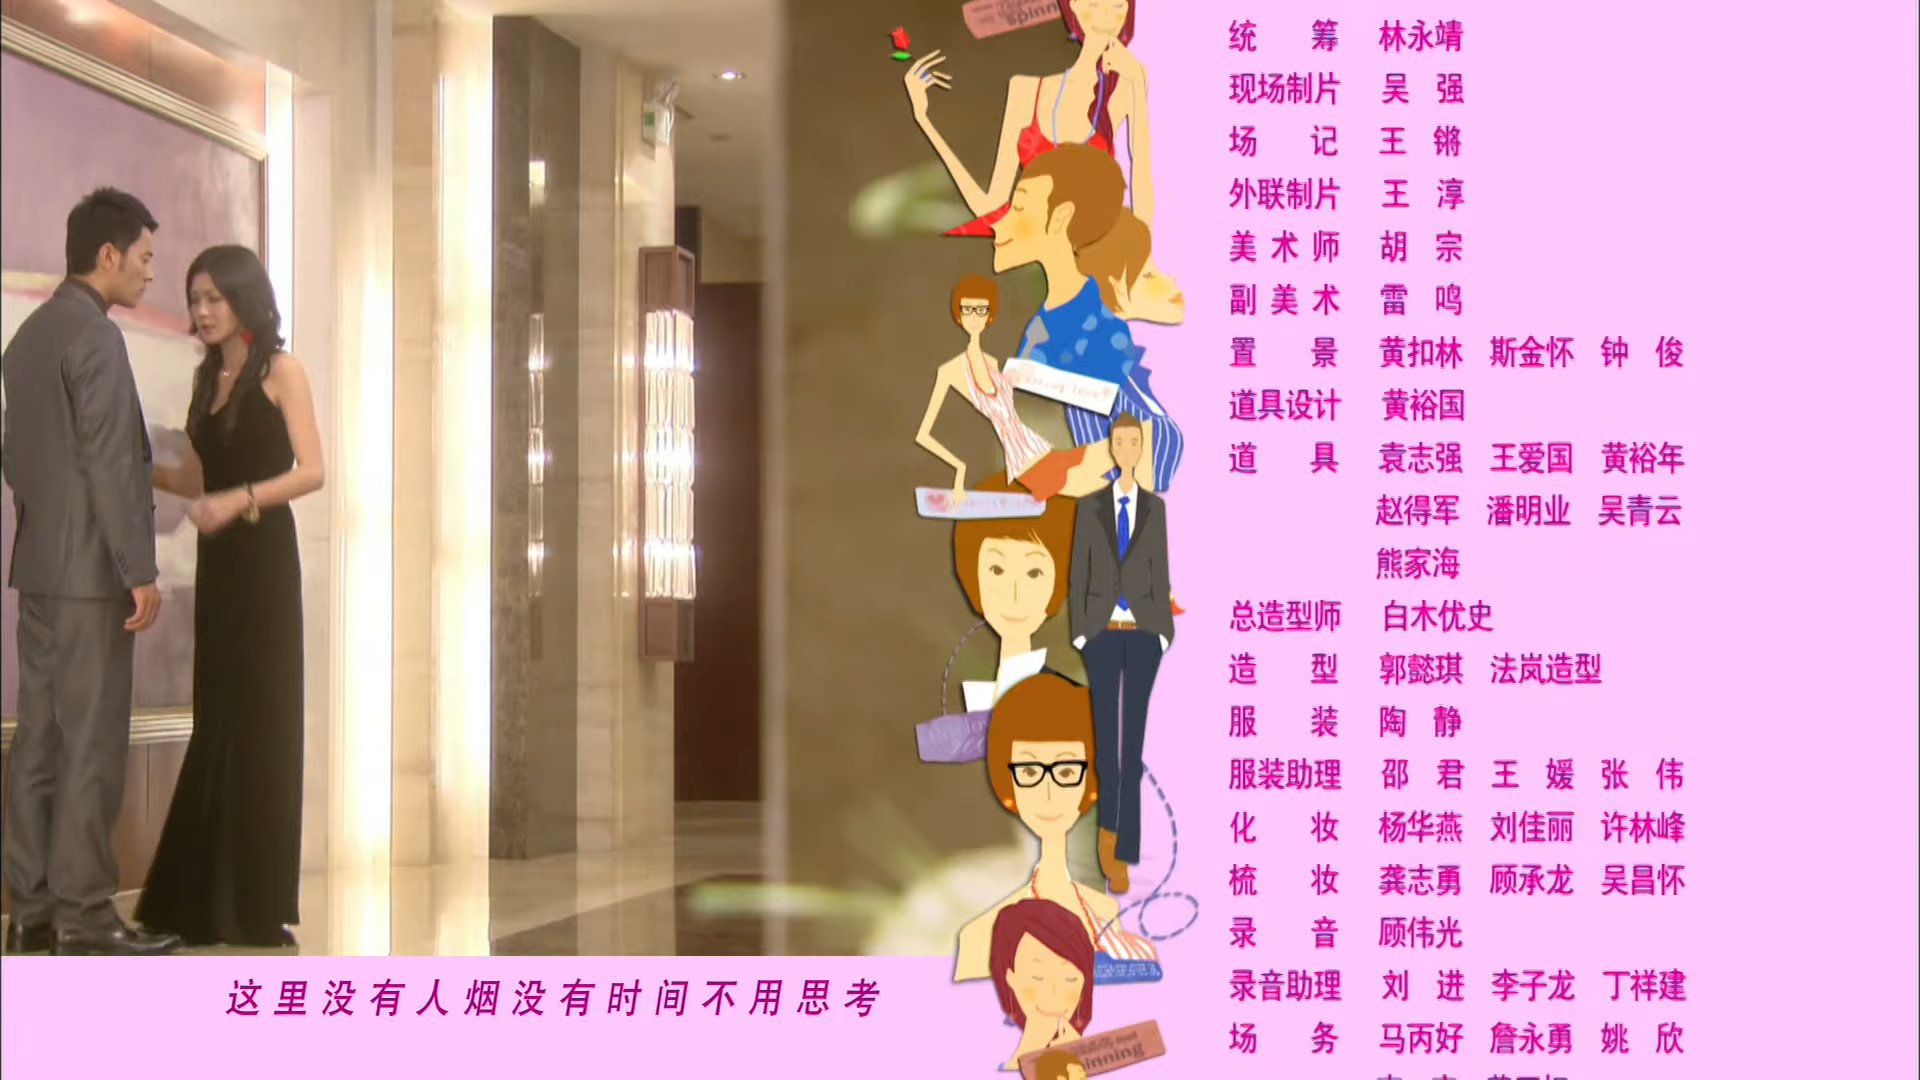 统筹 林永靖
现场制片 吴强
场记 王锵
外联制片 王淳
美术师 胡宗
副美术 雷鸣
置景 黄扣林 斯金怀 钟俊
道具设计 黄裕国
道具 袁志强 王爱国 黄裕年
赵得军 潘明业 吴青云
熊家海
总造型师 白木优史
造型 郭懿琪 法岚造型
服装 陶静
服装助理 邵君 王媛 张伟
化妆 杨华燕 刘佳丽 许林峰
梳妆 龚志勇 顾承龙 吴昌怀
录音 顾伟光
录音助理 刘进 李子龙 丁祥建
场务 马丙好 詹永勇 姚欣
这里没有人烟没有时间不用思考
spinning